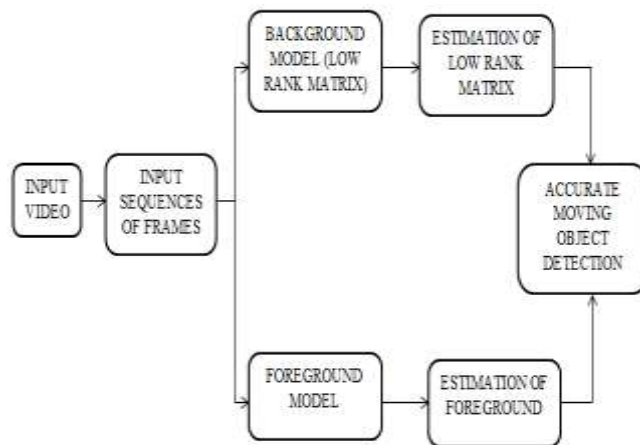 INPUT
VIDEO
INPUT
SEQUENCES
OF FRAMES
BACKGROUND
MODEL (LOW
RANK MATRIX)
ESTIMATION OF
LOW RANK
MATRIX
ACCURATE
MOVING
OBJECT
DETECTION
FOREGROUND
MODEL
ESTIMATION OF
FOREGROUND